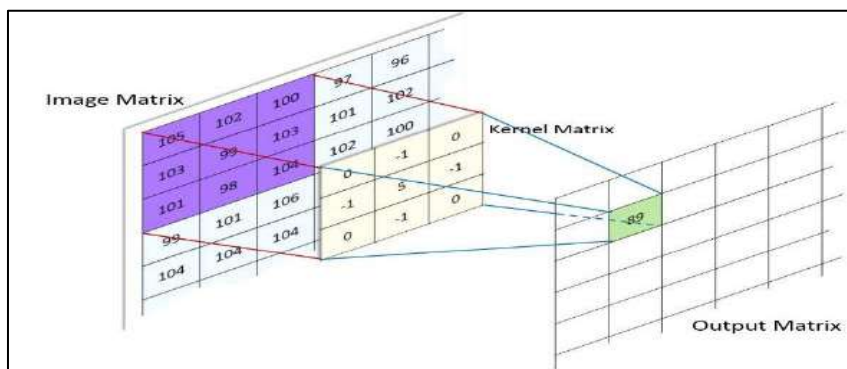 Image Matrix
105 102 100 97 96
103 99 103 101 102
101 98 104 102 100
99 101 106
104 104 104
Kernel Matrix
0 -1 0
-1 5 -1
0 -1 0
89
Output Matrix